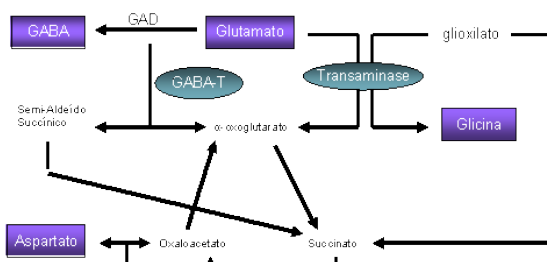 GABA
GAD
Glutamato
glioxilato
GABA-T
Transaminase
Semi-Aldeído
Succínico
α-oxoglutarato
Glicina
Aspartato
Oxaloacetato
Succinato